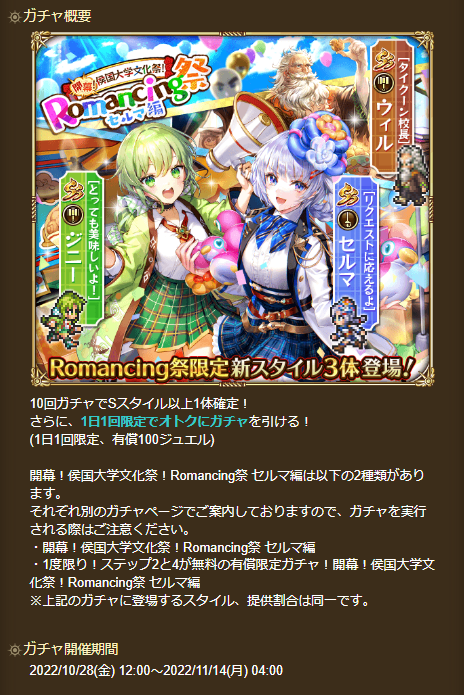 ガチャ概要
開幕!侯国大学文化祭!
Romancing祭
セルマ編
[タイクーン校長]
SS
ウィル
[とっても美味しいよ!]
SS
ジニー
[リクエストに応えるよ]
SS
セルマ
Romancing祭限定新スタイル3体登場!
10回ガチャでSスタイル以上1体確定！
さらに、1日1回限定でオトクにガチャを引ける！
(1日1回限定、有償100ジュエル)
開幕！侯国大学文化祭！Romancing祭 セルマ編は以下の2種類があり
ます。
それぞれ別のガチャページでご案内しておりますので、ガチャを実行
される際はご注意ください。
・開幕！侯国大学文化祭！Romancing祭 セルマ編
・1度限り！ステップ2と4が無料の有償限定ガチャ！開幕！侯国大学文
化祭！Romancing祭 セルマ編
※上記のガチャに登場するスタイル、提供割合は同一です。
ガチャ開催期間
2022/10/28(金) 12:00～2022/11/14(月) 04:00